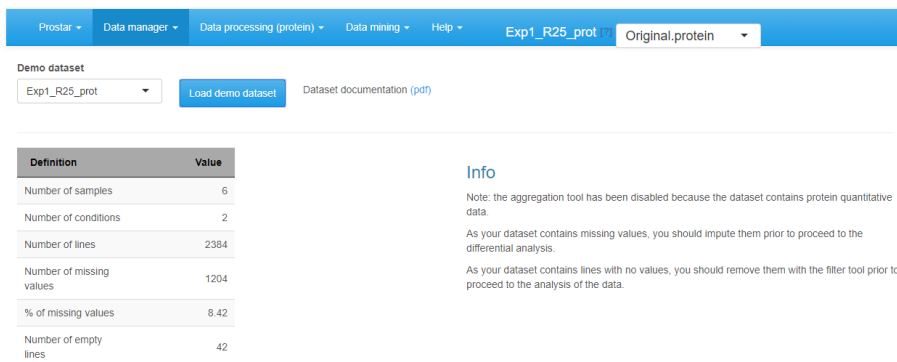 Prostar Data manager Data processing (protein) Data mining Help Exp1_R25_prot [?] Original.protein
Demo dataset
Exp1_R25_prot Load demo dataset Dataset documentation (pdf)
Definition Value
Number of samples 6
Number of conditions 2
Number of lines 2384
Number of missing
values 1204
% of missing values 8.42
Number of empty
lines 42
Info
Note: the aggregation tool has been disabled because the dataset contains protein quantitative
data.
As your dataset contains missing values, you should impute them prior to proceed to the
differential analysis.
As your dataset contains lines with no values, you should remove them with the filter tool prior to
proceed to the analysis of the data.